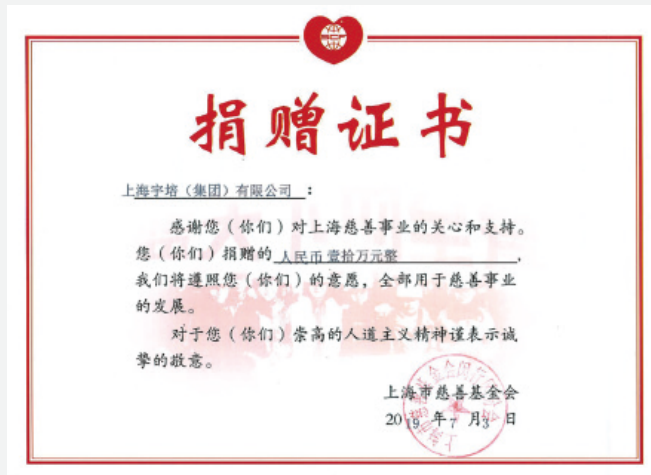 捐赠证书
上海宇培（集团）有限公司：
感谢您（你们）对上海慈善事业的关心和支持。
您（你们）捐赠的 人民币壹拾万元整，
我们将遵照您（你们）的意愿，全部用于慈善事业
的发展。
对于您（你们）崇高的人道主义精神谨表示诚
挚的敬意。
上海市慈善基金会
2019 年 7 月 3 日